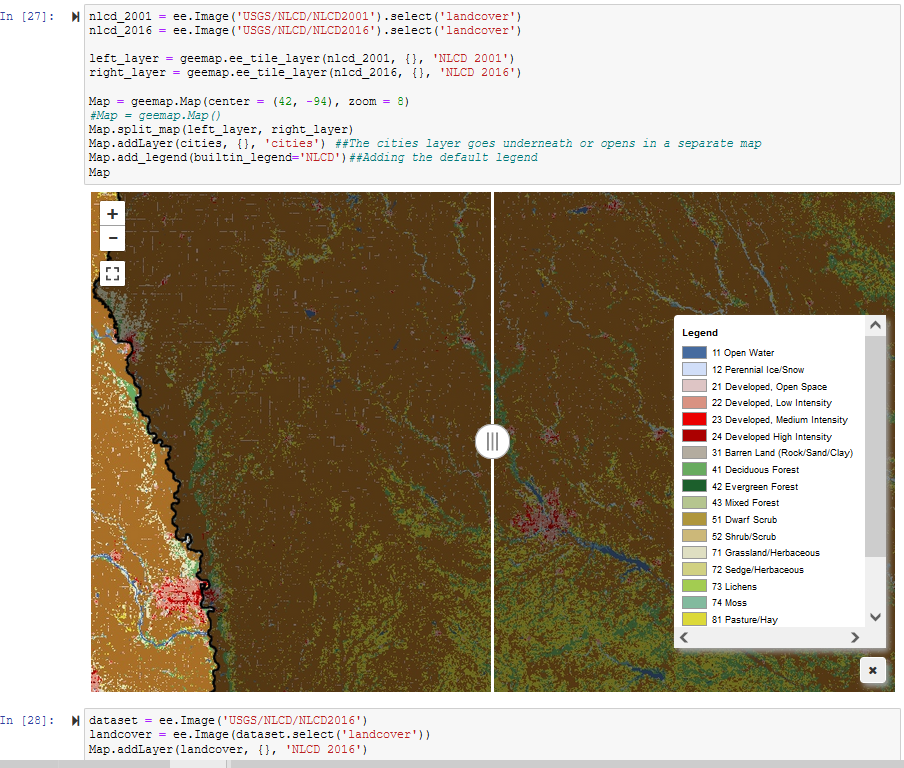 In [27]:
nlcd_2001 = ee.Image('USGS/NLCD/NLCD2001').select('landcover')
nlcd_2016 = ee.Image('USGS/NLCD/NLCD2016').select('landcover')
left_layer = geemap.ee_tile_layer(nlcd_2001, {}, 'NLCD 2001')
right_layer = geemap.ee_tile_layer(nlcd_2016, {}, 'NLCD 2016')
Map = geemap.Map(center = (42, -94), zoom = 8)
#Map = geemap.Map()
Map.split_map(left_layer, right_layer)
Map.addLayer(cities, {}, 'cities') ##The cities layer goes underneath or opens in a separate map
Map.add_legend(builtin_legend='NLCD')##Adding the default legend
Map
+
−
Legend
11 Open Water
12 Perennial Ice/Snow
21 Developed, Open Space
22 Developed, Low Intensity
23 Developed, Medium Intensity
24 Developed High Intensity
31 Barren Land (Rock/Sand/Clay)
41 Deciduous Forest
42 Evergreen Forest
43 Mixed Forest
51 Dwarf Scrub
52 Shrub/Scrub
71 Grassland/Herbaceous
72 Sedge/Herbaceous
73 Lichens
74 Moss
81 Pasture/Hay
In [28]:
dataset = ee.Image('USGS/NLCD/NLCD2016')
landcover = ee.Image(dataset.select('landcover'))
Map.addLayer(landcover, {}, 'NLCD 2016')